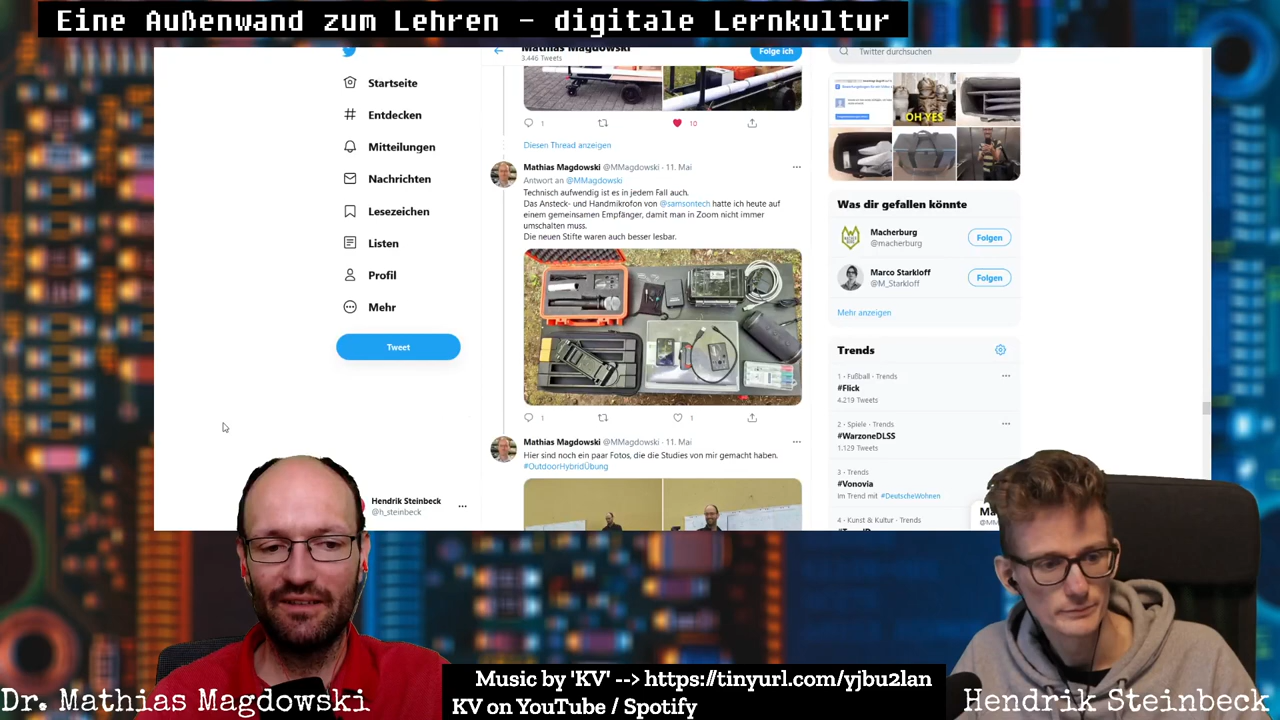 Eine Außenwand zum Lehren - digitale Lernkultur
Startseite
Entdecken
Mitteilungen
Nachrichten
Lesezeichen
Listen
Profil
Mehr
Tweet
Hendrik Steinbeck
@h_steinbeck
Mathias Magdowski
3.446 Tweets
Folge ich
1
10
Diesen Thread anzeigen
Mathias Magdowski @MMagdowski · 11. Mai
Antwort an @MMagdowski
Technisch aufwendig ist es in jedem Fall auch.
Das Ansteck- und Handmikrofon von @samsontech hatte ich heute auf
einem gemeinsamen Empfänger, damit man in Zoom nicht immer
umschalten muss.
Die neuen Stifte waren auch besser lesbar.
1
1
Mathias Magdowski @MMagdowski · 11. Mai
Hier sind noch ein paar Fotos, die die Studies von mir gemacht haben.
#OutdoorHybridÜbung
Twitter durchsuchen
OH YES
Was dir gefallen könnte
Macherburg
@macherburg
Folgen
Marco Starkloff
@M_Starkloff
Folgen
Mehr anzeigen
Trends
1 · Fußball · Trends
#Flick
4.219 Tweets
2 · Spiele · Trends
#WarzoneDLSS
1.129 Tweets
3 · Trends
#Vonovia
Im Trend mit #DeutscheWohnen
4 · Kunst & Kultur · Trends
Ma
@MM
Dr. Mathias Magdowski
Music by 'KV' --> https://tinyurl.com/yjbu2lan
KV on YouTube / Spotify
Hendrik Steinbeck